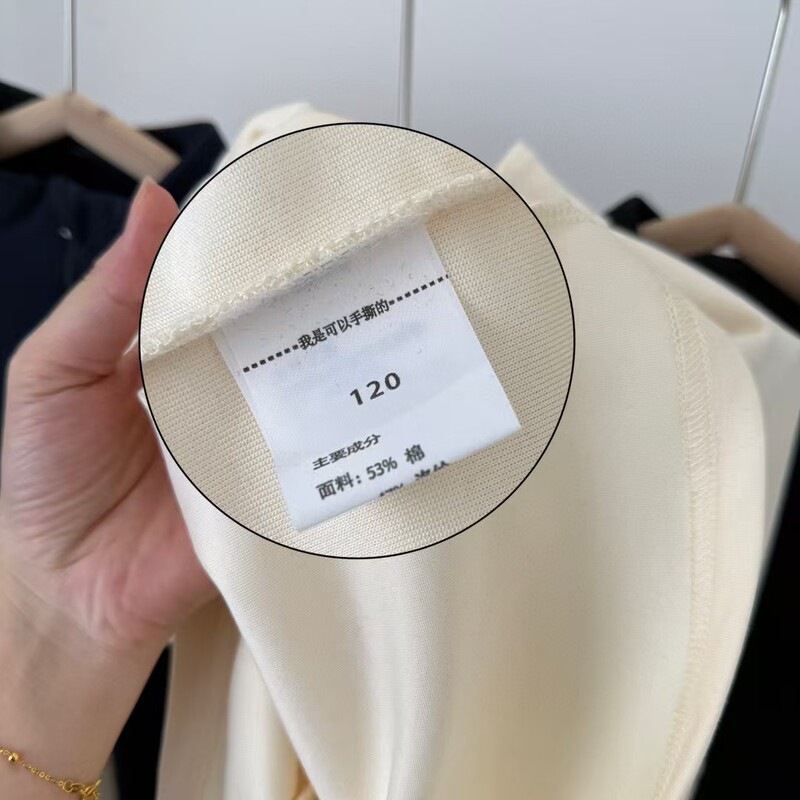 我是可以手撕的
120
主要成分
面料：53% 棉